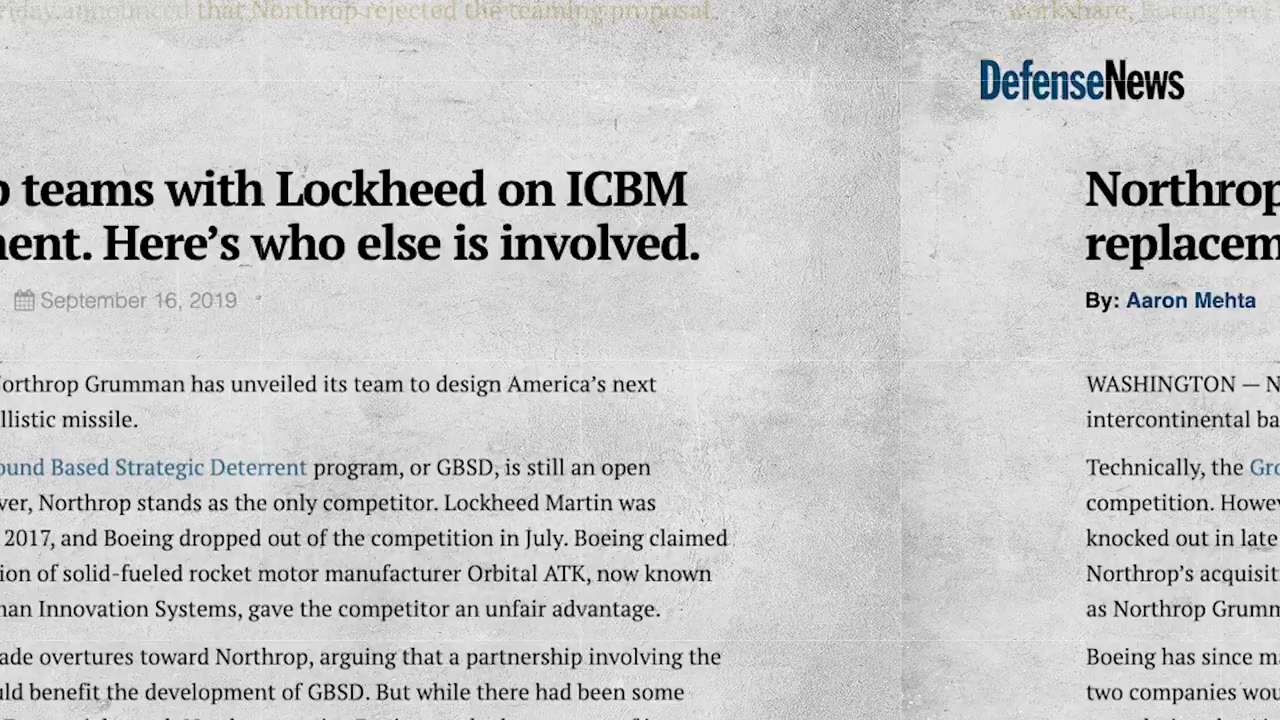 riday, announced that Northrop rejected the teaming proposal.
teams with Lockheed on ICBM
ent. Here’s who else is involved.
September 16, 2019
Northrop Grumman has unveiled its team to design America’s next
llistic missile.
ound Based Strategic Deterrent program, or GBSD, is still an open
ver, Northrop stands as the only competitor. Lockheed Martin was
2017, and Boeing dropped out of the competition in July. Boeing claimed
ion of solid-fueled rocket motor manufacturer Orbital ATK, now known
nan Innovation Systems, gave the competitor an unfair advantage.
ade overtures toward Northrop, arguing that a partnership involving the
uld benefit the development of GBSD. But while there had been some
workshare, Boeing on
DefenseNews
Northrop
replacem
By: Aaron Mehta
WASHINGTON — N
intercontinental ba
Technically, the Gro
competition. Howev
knocked out in late
Northrop’s acquisit
as Northrop Grumm
Boeing has since ma
two companies wou